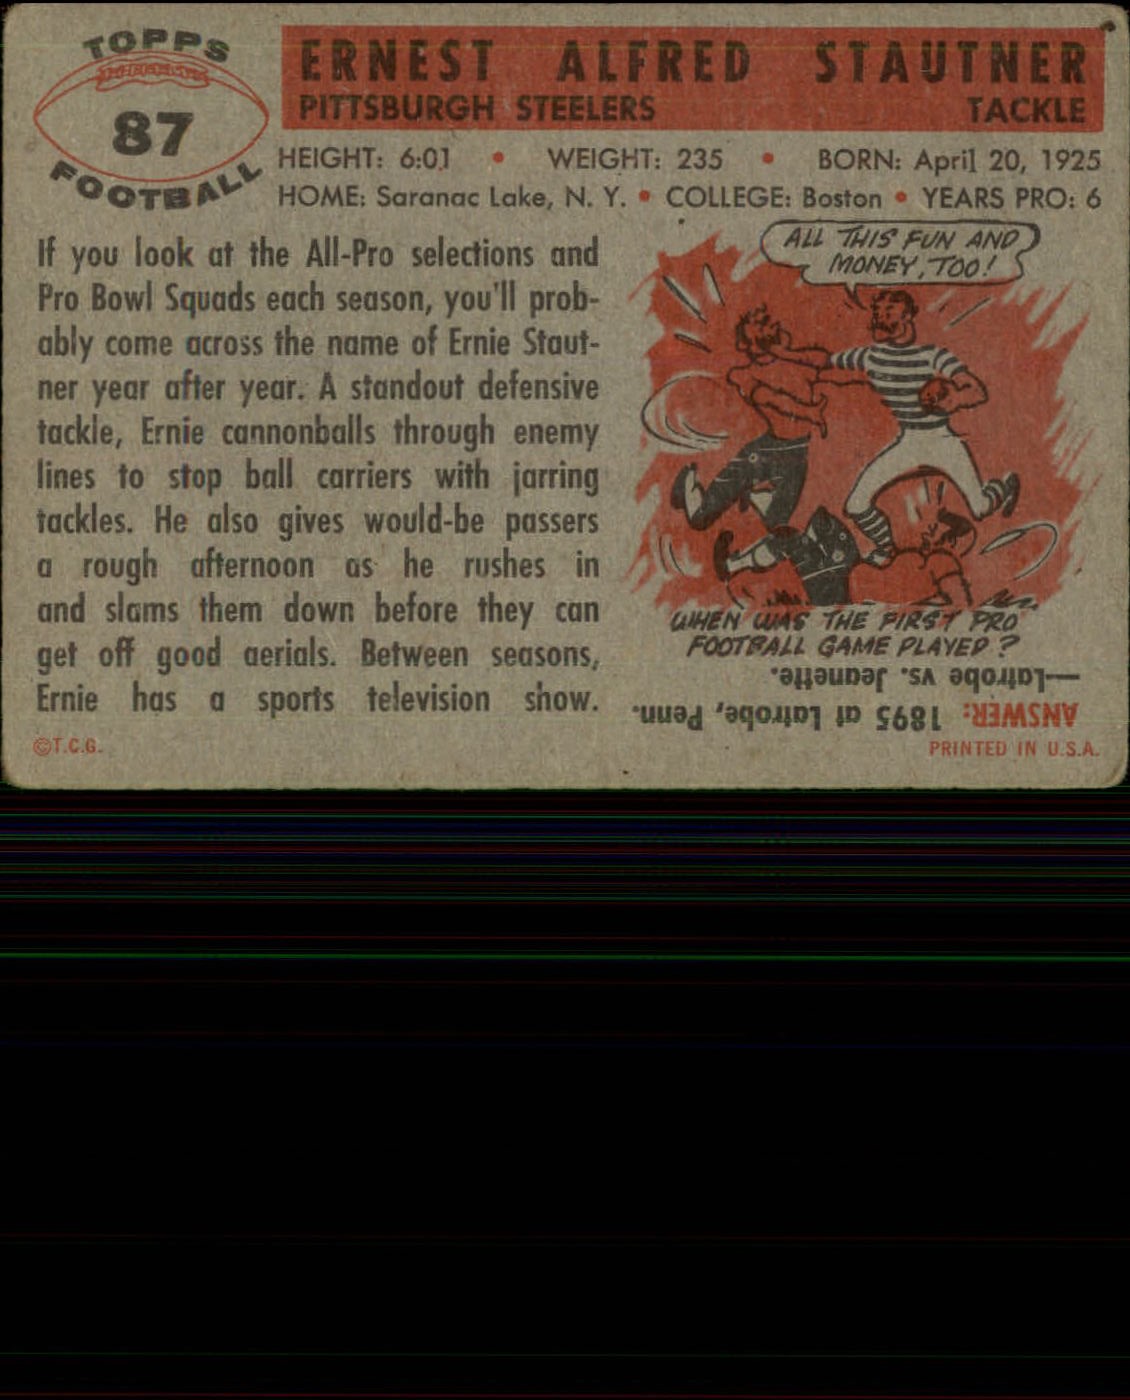 TOPPS
87
FOOTBALL
ERNEST ALFRED STAUTNER
PITTSBURGH STEELERS TACKLE
HEIGHT: 6:01 • WEIGHT: 235 • BORN: April 20, 1925
HOME: Saranac Lake, N. Y. • COLLEGE: Boston • YEARS PRO: 6
If you look at the All-Pro selections and
Pro Bowl Squads each season, you'll prob-
ably come across the name of Ernie Staut-
ner year after year. A standout defensive
tackle, Ernie cannonballs through enemy
lines to stop ball carriers with jarring
tackles. He also gives would-be passers
a rough afternoon as he rushes in
and slams them down before they can
get off good aerials. Between seasons,
Ernie has a sports television show.
ALL THIS FUN AND
MONEY, TOO!
WHEN WAS THE FIRST PRO
FOOTBALL GAME PLAYED?
ANSWER: 1895 at Latrobe, Penn.
—Latrobe vs. Jeanette.
©T.C.G.
PRINTED IN U.S.A.